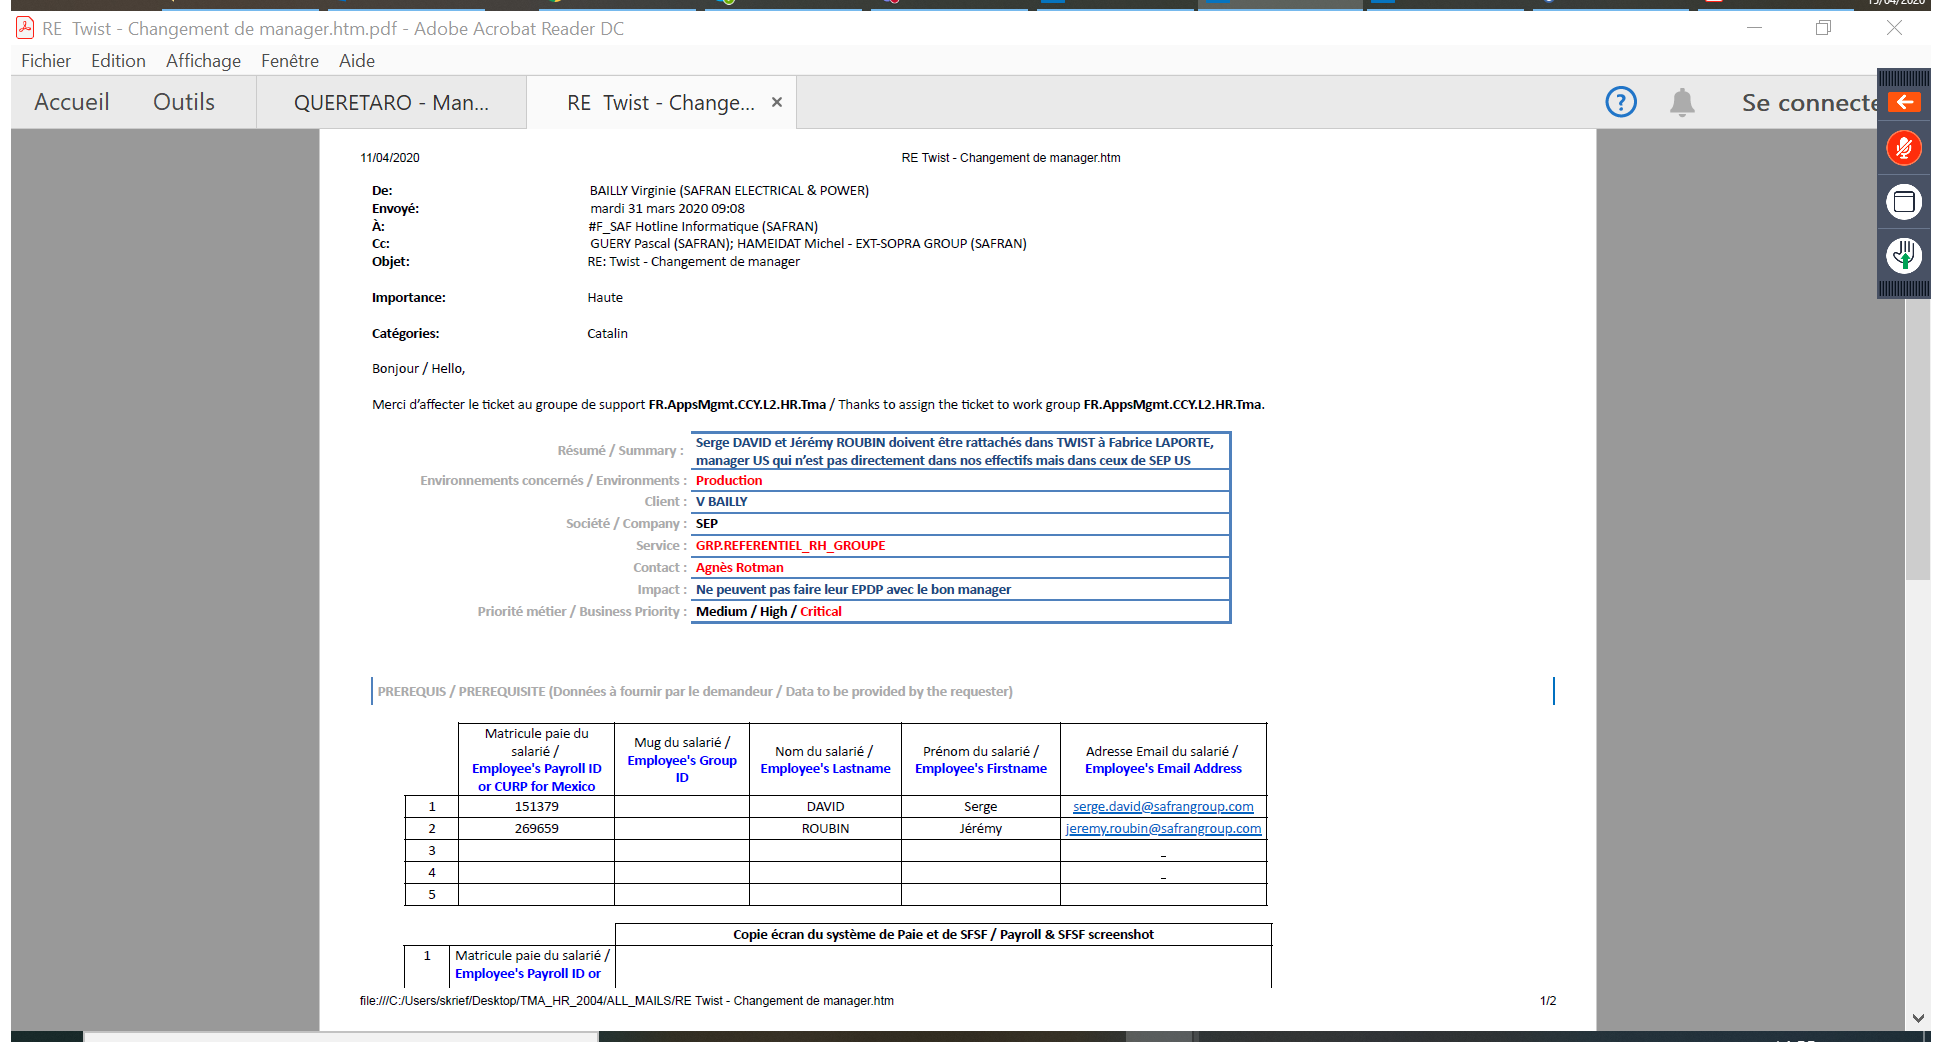 RE Twist - Changement de manager.htm.pdf - Adobe Acrobat Reader DC
Fichier Edition Affichage Fenêtre Aide
Accueil Outils QUERETARO - Man... RE Twist - Change... × ? Se connecte
11/04/2020 RE Twist - Changement de manager.htm
De: BAILLY Virginie (SAFRAN ELECTRICAL & POWER)
Envoyé: mardi 31 mars 2020 09:08
À: #F_SAF Hotline Informatique (SAFRAN)
Cc: GUERY Pascal (SAFRAN); HAMEIDAT Michel - EXT-SOPRA GROUP (SAFRAN)
Objet: RE: Twist - Changement de manager
Importance: Haute
Catégories: Catalin
Bonjour / Hello,
Merci d'affecter le ticket au groupe de support FR.AppsMgmt.CCY.L2.HR.Tma / Thanks to assign the ticket to work group FR.AppsMgmt.CCY.L2.HR.Tma.
Résumé / Summary : Serge DAVID et Jérémy ROUBIN doivent être rattachés dans TWIST à Fabrice LAPORTE,
manager US qui n'est pas directement dans nos effectifs mais dans ceux de SEP US
Environnements concernés / Environments : Production
Client : V BAILLY
Société / Company : SEP
Service : GRP.REFERENTIEL_RH_GROUPE
Contact : Agnès Rotman
Impact : Ne peuvent pas faire leur EPDP avec le bon manager
Priorité métier / Business Priority : Medium / High / Critical
PREREQUIS / PREREQUISITE (Données à fournir par le demandeur / Data to be provided by the requester)
Matricule paie du
salarié /
Employee's Payroll ID
or CURP for Mexico
Mug du salarié /
Employee's Group
ID
Nom du salarié /
Employee's Lastname
Prénom du salarié /
Employee's Firstname
Adresse Email du salarié /
Employee's Email Address
1 151379 DAVID Serge serge.david@safrangroup.com
2 269659 ROUBIN Jérémy jeremy.roubin@safrangroup.com
3
4
5
Copie écran du système de Paie et de SFSF / Payroll & SFSF screenshot
1 Matricule paie du salarié /
Employee's Payroll ID or
file:///C:/Users/skrief/Desktop/TMA_HR_2004/ALL_MAILS/RE Twist - Changement de manager.htm 1/2